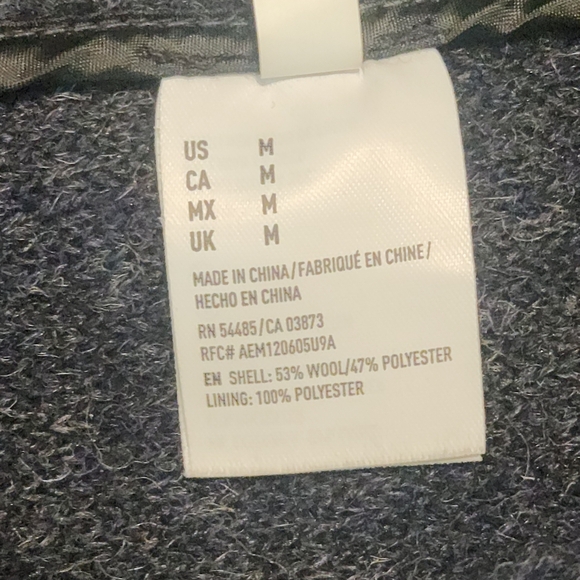 US M
CA M
MX M
UK M
MADE IN CHINA/FABRIQUÉ EN CHINE/
HECHO EN CHINA
RN 54485/CA 03873
RFC# AEM120605U9A
EN SHELL: 53% WOOL/47% POLYESTER
LINING: 100% POLYESTER